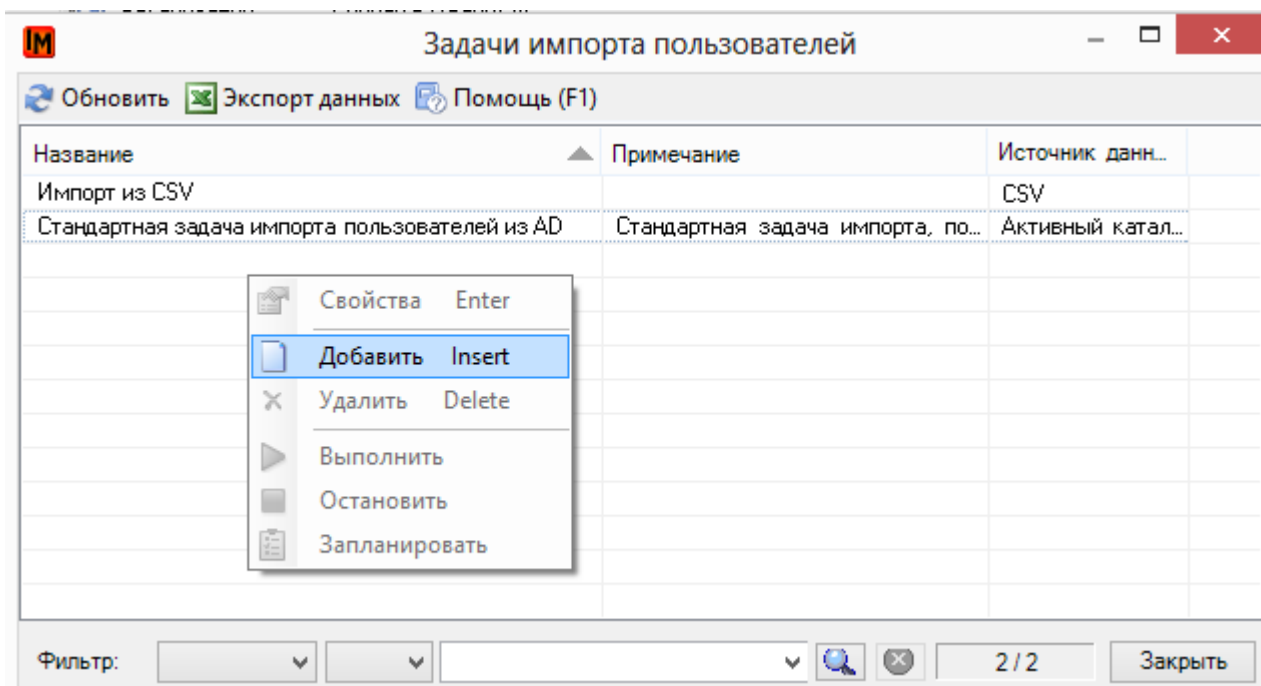 IM
Задачи импорта пользователей
Обновить Экспорт данных Помощь (F1)
Название Примечание Источник данн...
Импорт из CSV CSV
Стандартная задача импорта пользователей из AD Стандартная задача импорта, по... Активный катал...
Свойства Enter
Добавить Insert
Удалить Delete
Выполнить
Остановить
Запланировать
Фильтр: 2 / 2 Закрыть